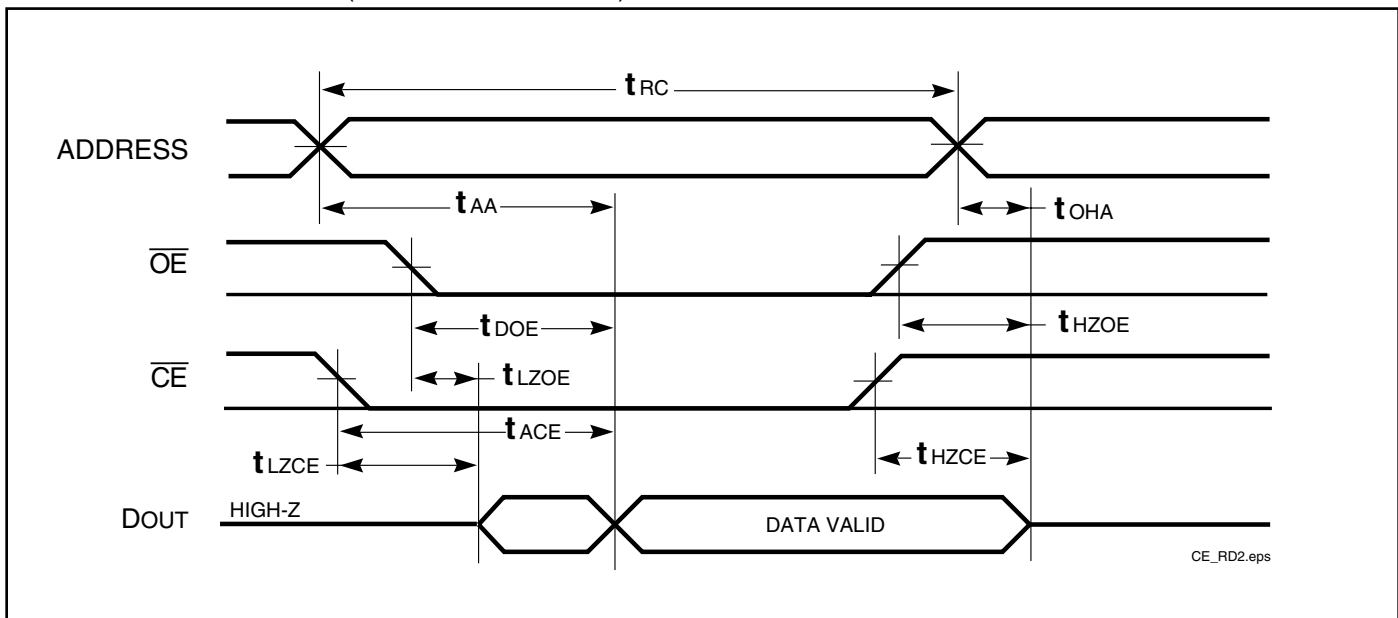 tRC
ADDRESS
tAA
tOHA
OE
tDOE
tHZOE
CE
tLZOE
tACE
tLZCE
tHZCE
DOUT
HIGH-Z
DATA VALID
CE_RD2.eps